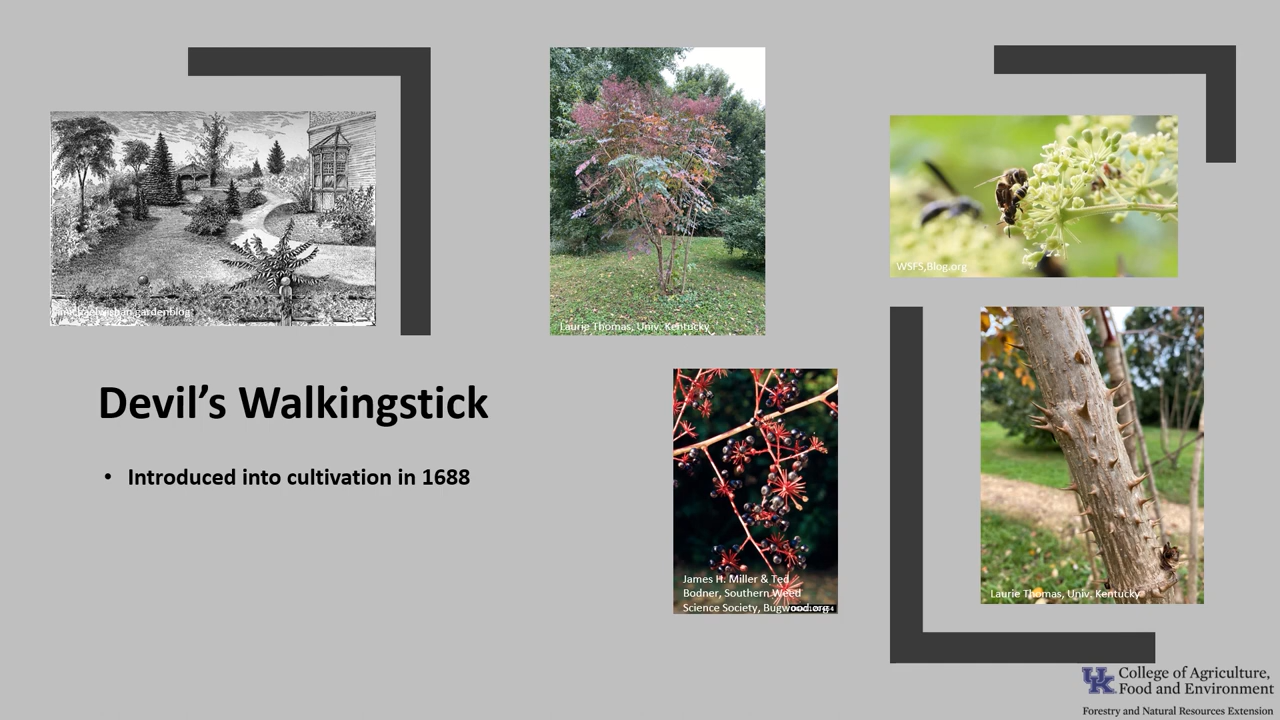 gardenblog
Laurie Thomas, Univ. Kentucky
WSFS,Blog.org
Devil's Walkingstick
• Introduced into cultivation in 1688
James H. Miller & Ted
Bodner, Southern Weed
Science Society, Bugwood.org
Laurie Thomas, Univ. Kentucky
UK College of Agriculture,
Food and Environment
Forestry and Natural Resources Extension